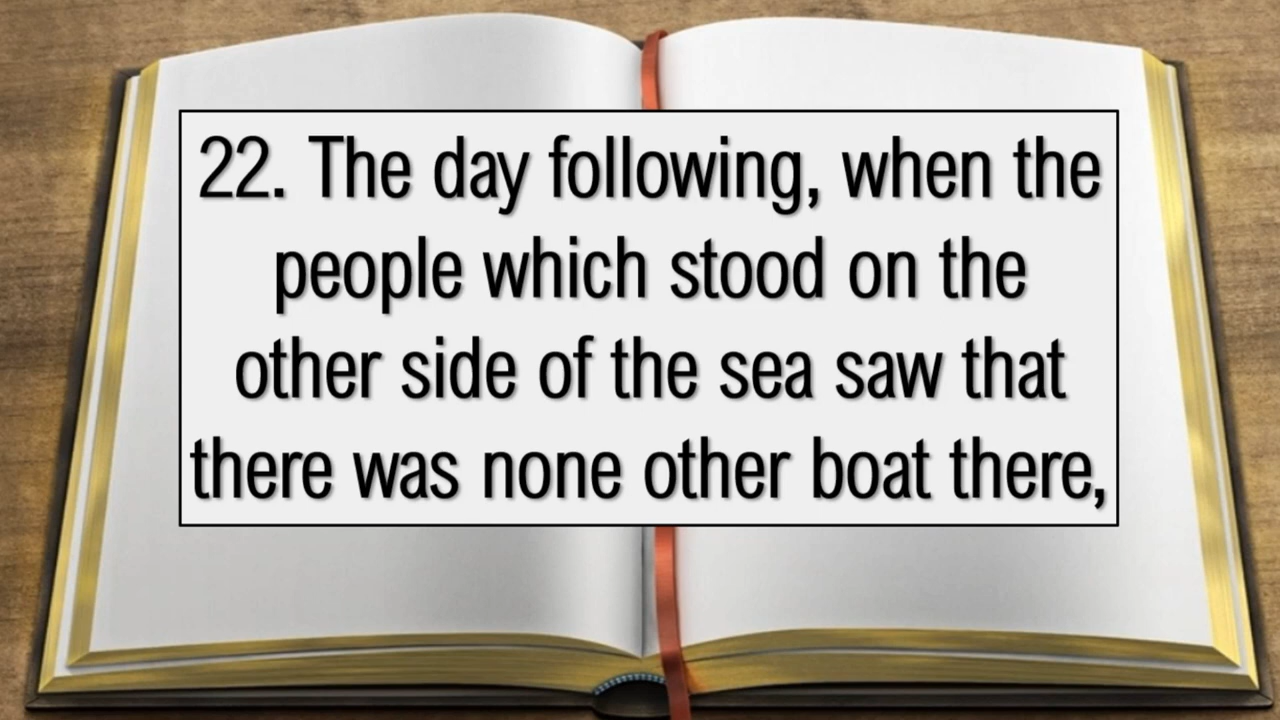 22. The day following, when the
people which stood on the
other side of the sea saw that
there was none other boat there,